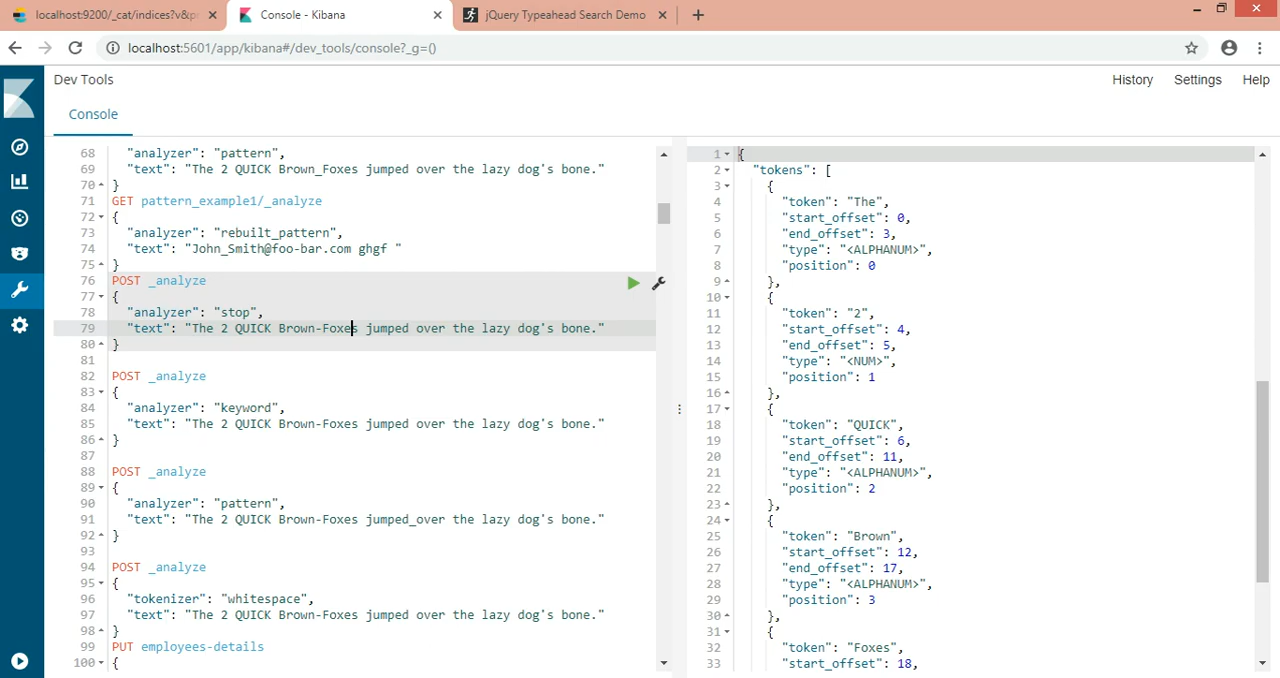 localhost:9200/_cat/indices?v&p
Console - Kibana
jQuery Typeahead Search Demo
localhost:5601/app/kibana#/dev_tools/console?_g=()
Dev Tools
History Settings Help
Console
68 "analyzer": "pattern",
69 "text": "The 2 QUICK Brown_Foxes jumped over the lazy dog's bone."
70 }
71 GET pattern_example1/_analyze
72 {
73 "analyzer": "rebuilt_pattern",
74 "text": "John_Smith@foo-bar.com ghgf "
75 }
76 POST _analyze
77 {
78 "analyzer": "stop",
79 "text": "The 2 QUICK Brown-Foxes jumped over the lazy dog's bone."
80 }
81
82 POST _analyze
83 {
84 "analyzer": "keyword",
85 "text": "The 2 QUICK Brown-Foxes jumped over the lazy dog's bone."
86 }
87
88 POST _analyze
89 {
90 "analyzer": "pattern",
91 "text": "The 2 QUICK Brown-Foxes jumped_over the lazy dog's bone."
92 }
93
94 POST _analyze
95 {
96 "tokenizer": "whitespace",
97 "text": "The 2 QUICK Brown-Foxes jumped over the lazy dog's bone."
98 }
99 PUT employees-details
100 {
1 {
2 "tokens": [
3 {
4 "token": "The",
5 "start_offset": 0,
6 "end_offset": 3,
7 "type": "<ALPHANUM>",
8 "position": 0
9 },
10 {
11 "token": "2",
12 "start_offset": 4,
13 "end_offset": 5,
14 "type": "<NUM>",
15 "position": 1
16 },
17 {
18 "token": "QUICK",
19 "start_offset": 6,
20 "end_offset": 11,
21 "type": "<ALPHANUM>",
22 "position": 2
23 },
24 {
25 "token": "Brown",
26 "start_offset": 12,
27 "end_offset": 17,
28 "type": "<ALPHANUM>",
29 "position": 3
30 },
31 {
32 "token": "Foxes",
33 "start_offset": 18,